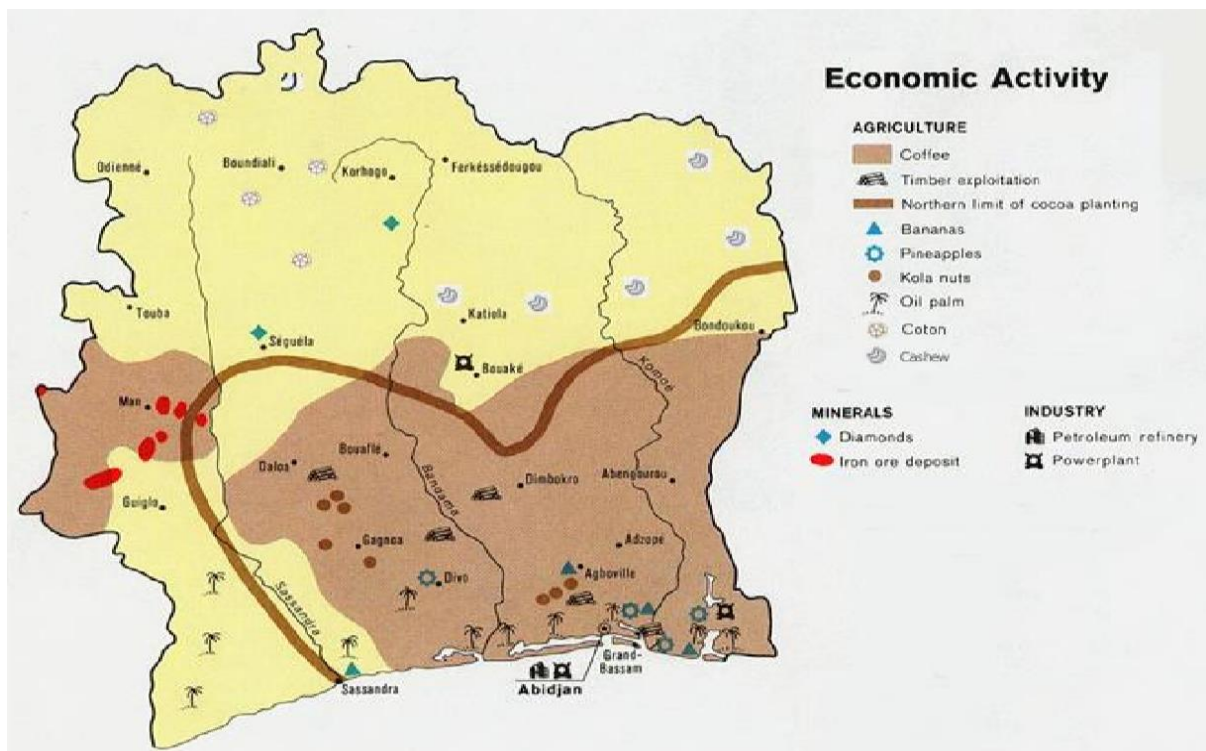 Economic Activity
AGRICULTURE
Coffee
Timber exploitation
Northern limit of cocoa planting
Bananas
Pineapples
Kola nuts
Oil palm
Coton
Cashew
MINERALS
Diamonds
Iron ore deposit
INDUSTRY
Petroleum refinery
Powerplant
Odienné
Boundiali
Korhogo
Ferkéssédougou
Touba
Séguéla
Katiola
Bondoukou
Bouaké
Komoé
Man
Daloa
Bouaflé
Bandama
Dimbokro
Abengourou
Guiglo
Gagnoa
Adzopé
Divo
Agboville
Sassandra
Grand-
Bassam
Sassandra
Abidjan